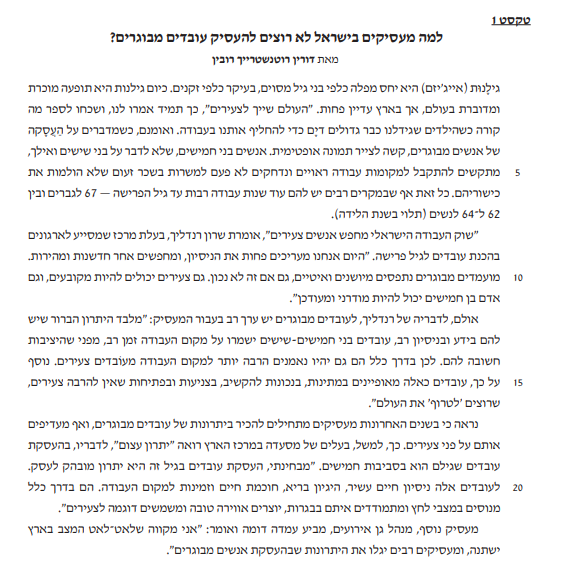 טקסט 1
למה מעסיקים בישראל לא רוצים להעסיק עובדים מבוגרים?
מאת דורין רוטנשטרייך רובין
גילָנוּת (אייג'יזם) היא יחס מפלה כלפי בני גיל מסוים, בעיקר כלפי זקנים. כיום גילנות היא תופעה מוכרת
ומדוברת בעולם, אך בארץ עדיין פחות. "העולם שייך לצעירים", כך תמיד אמרו לנו, ושכחו לספר מה
קורה כשהילדים שגידלנו כבר גדולים דיָם כדי להחליף אותנו בעבודה. ואומנם, כשמדברים על הַעֲסָקה
של אנשים מבוגרים, קשה לצייר תמונה אופטימית. אנשים בני חמישים, שלא לדבר על בני שישים ואילך,
5 מתקשים להתקבל למקומות עבודה ראויים ונדחקים לא פעם למשרות בשכר זעום שלא הולמות את
כישוריהם. כל זאת אף שבמקרים רבים יש להם עוד שנות עבודה רבות עד גיל הפרישה — 67 לגברים ובין
62 ל־64 לנשים (תלוי בשנת הלידה).
"שוק העבודה הישראלי מחפש אנשים צעירים", אומרת שרון רנדליך, בעלת מרכז שמסייע לארגונים
בהכנת עובדים לגיל פרישה. "היום אנחנו מעריכים פחות את הניסיון, ומחפשים אחר חדשנות ומהירות.
10 מועמדים מבוגרים נתפסים מיושנים ואיטיים, גם אם זה לא נכון. גם צעירים יכולים להיות מקובעים, וגם
אדם בן חמישים יכול להיות מודרני ומעודכן".
אולם, לדבריה של רנדליך, לעובדים מבוגרים יש ערך רב בעבור המעסיק: "מלבד היתרון הברור שיש
להם בידע ובניסיון רב, עובדים בני חמישים-שישים ישמרו על מקום העבודה זמן רב, מפני שהיציבות
חשובה להם. לכן בדרך כלל הם גם יהיו נאמנים הרבה יותר למקום העבודה מעובדים צעירים. נוסף
15 על כך, עובדים כאלה מאופיינים במתינות, בנכונות להקשיב, בצניעות ובפתיחות שאין להרבה צעירים,
שרוצים 'לטרוף' את העולם".
נראה כי בשנים האחרונות מעסיקים מתחילים להכיר ביתרונות של עובדים מבוגרים, ואף מעדיפים
אותם על פני צעירים. כך, למשל, בעלים של מסעדה במרכז הארץ רואה "יתרון עצום", לדבריו, בהעסקת
עובדים שגילם הוא בסביבות חמישים. "מבחינתי, העסקת עובדים בגיל זה היא יתרון מובהק לעסק.
20 לעובדים אלה ניסיון חיים עשיר, היגיון בריא, חוכמת חיים וזמינות למקום העבודה. הם בדרך כלל
מנוסים במצבי לחץ ומתמודדים איתם בבגרות, יוצרים אווירה טובה ומשמשים דוגמה לצעירים".
מעסיק נוסף, מנהל גן אירועים, מביע עמדה דומה ואומר: "אני מקווה שלאט-לאט המצב בארץ
ישתנה, ומעסיקים רבים יגלו את היתרונות שבהעסקת אנשים מבוגרים".